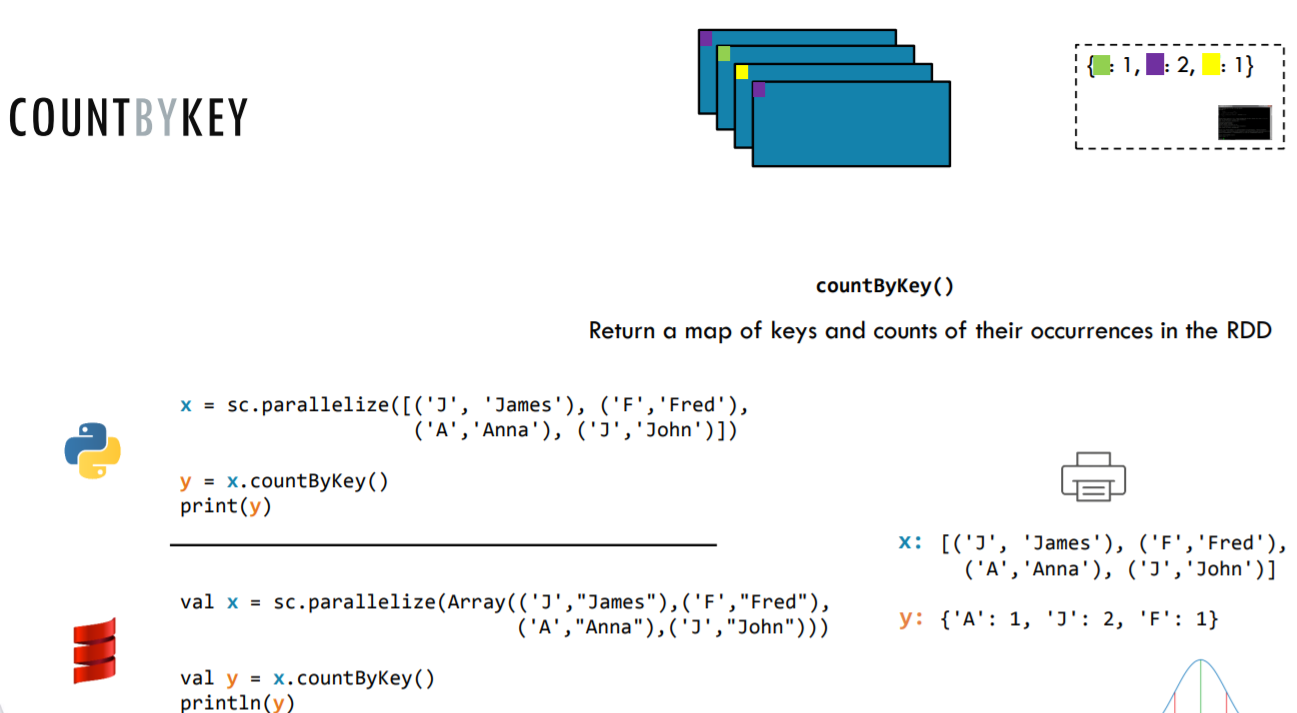 COUNTBYKEY
{ : 1, : 2, : 1}
countByKey()
Return a map of keys and counts of their occurrences in the RDD
x = sc.parallelize([('J', 'James'), ('F','Fred'),
('A','Anna'), ('J','John')])
y = x.countByKey()
print(y)
val x = sc.parallelize(Array(('J',"James"),('F',"Fred"),
('A',"Anna"),('J',"John")))
val y = x.countByKey()
println(y)
x: [('J', 'James'), ('F','Fred'),
('A','Anna'), ('J','John')]
y: {'A': 1, 'J': 2, 'F': 1}